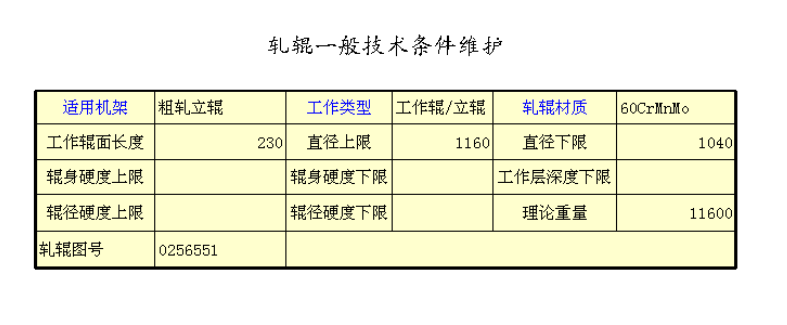 轧辊一般技术条件维护
适用机架 粗轧立辊 工作类型 工作辊/立辊 轧辊材质 60CrMnMo
工作辊面长度 230 直径上限 1160 直径下限 1040
辊身硬度上限 辊身硬度下限 工作层深度下限
辊径硬度上限 辊径硬度下限 理论重量 11600
轧辊图号 0256551